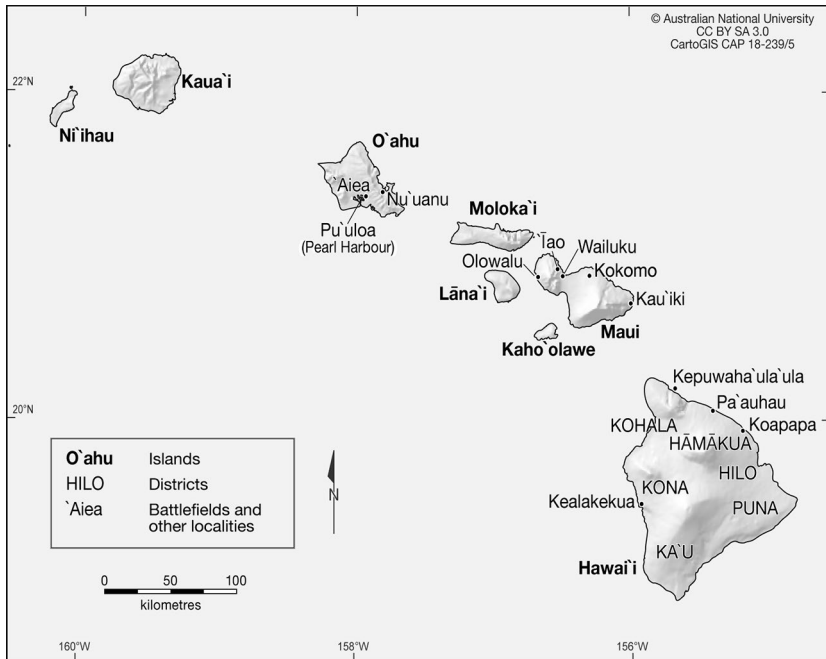 © Australian National University
CC BY SA 3.0
CartoGIS CAP 18-239/5
22°N
Kaua`i
Ni`ihau
O`ahu
`Aiea
Nu`uanu
Pu`uloa
(Pearl Harbour)
Moloka`i
`Īao
Wailuku
Olowalu
Kokomo
Lāna`i
Kau`iki
Maui
Kaho`olawe
20°N
Kepuwaha`ula`ula
Pa`auhau
Koapapa
KOHALA
HĀMĀKUA
HILO
KONA
Kealakekua
PUNA
KA`U
Hawai`i
O`ahu Islands
HILO Districts
`Aiea Battlefields and
other localities
N
0 50 100
kilometres
160°W 158°W 156°W